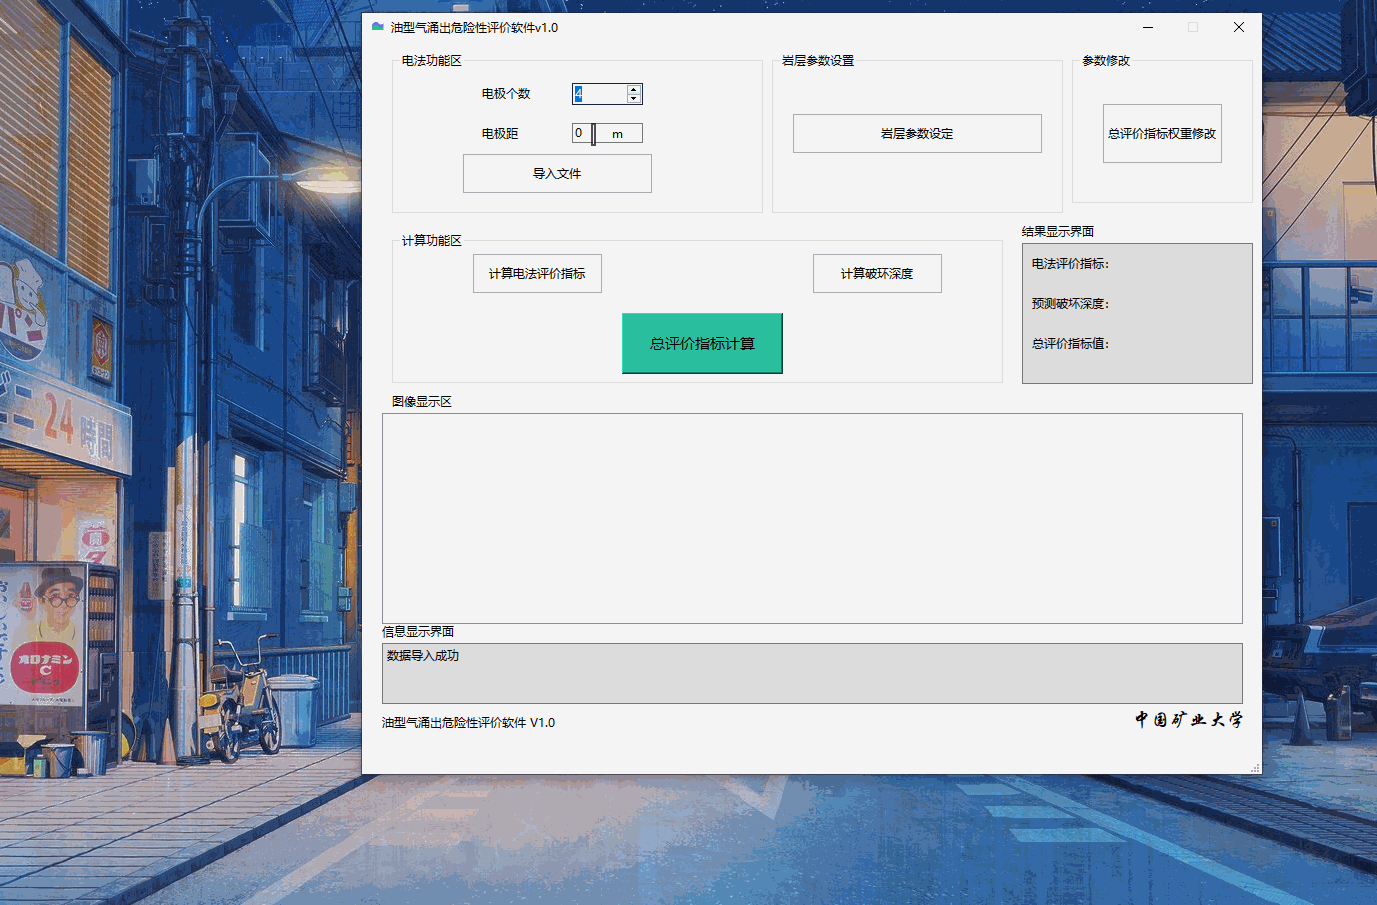 油型气涌出危险性评价软件v1.0
电法功能区
岩层参数设置
参数修改
电极个数
4
电极距
0
m
导入文件
岩层参数设定
总评价指标权重修改
计算功能区
计算电法评价指标
计算破坏深度
总评价指标计算
结果显示界面
电法评价指标：
预测破坏深度：
总评价指标值：
图像显示区
信息显示界面
数据导入成功
油型气涌出危险性评价软件 V1.0
中国矿业大学
パン
ニ 24 時間
オロナミン
C